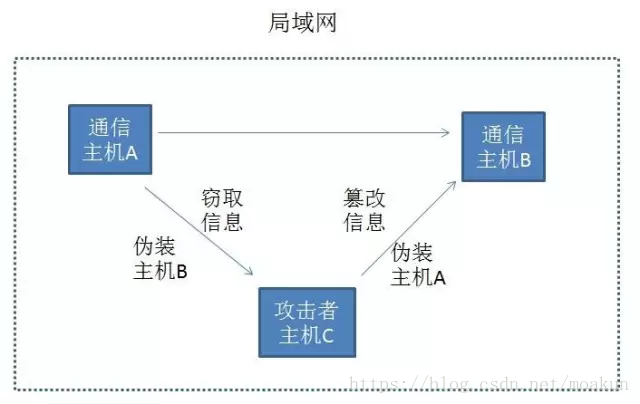 局域网
通信
主机A
通信
主机B
窃取
信息
篡改
信息
伪装
主机B
伪装
主机A
攻击者
主机C
https://blog.csdn.net/moakun